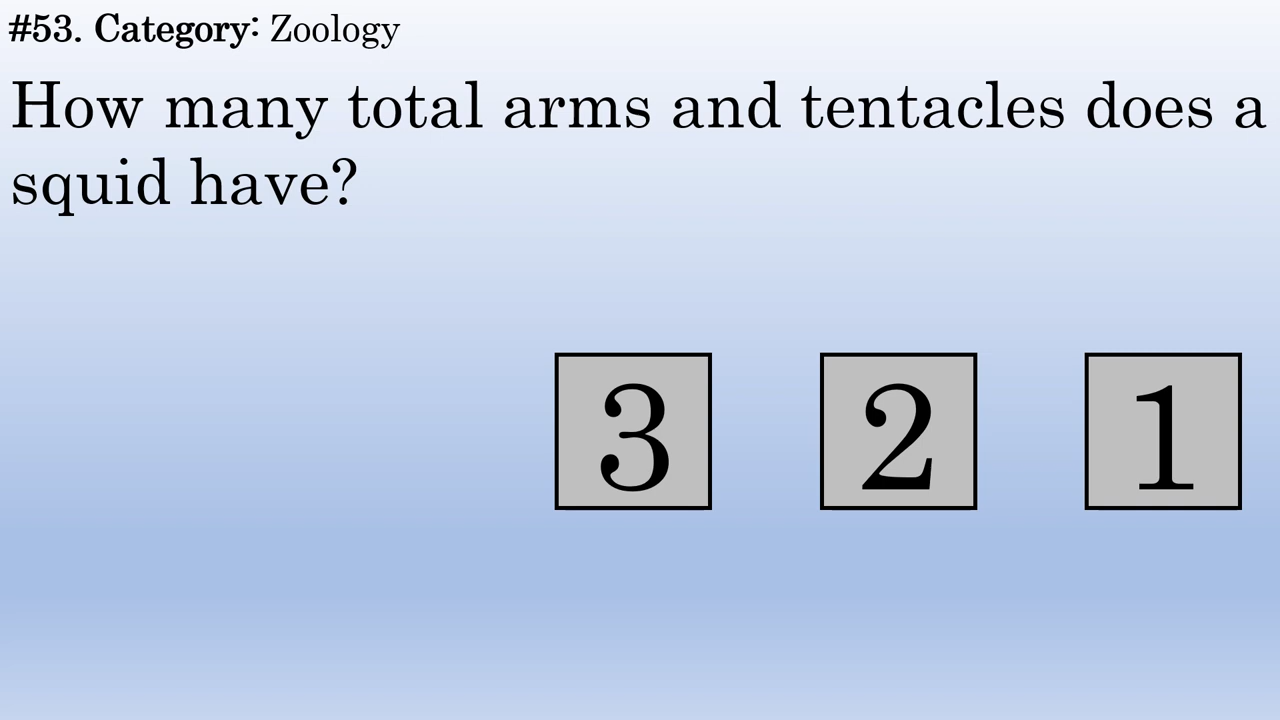 #53. Category: Zoology
How many total arms and tentacles does a
squid have?
3 2 1